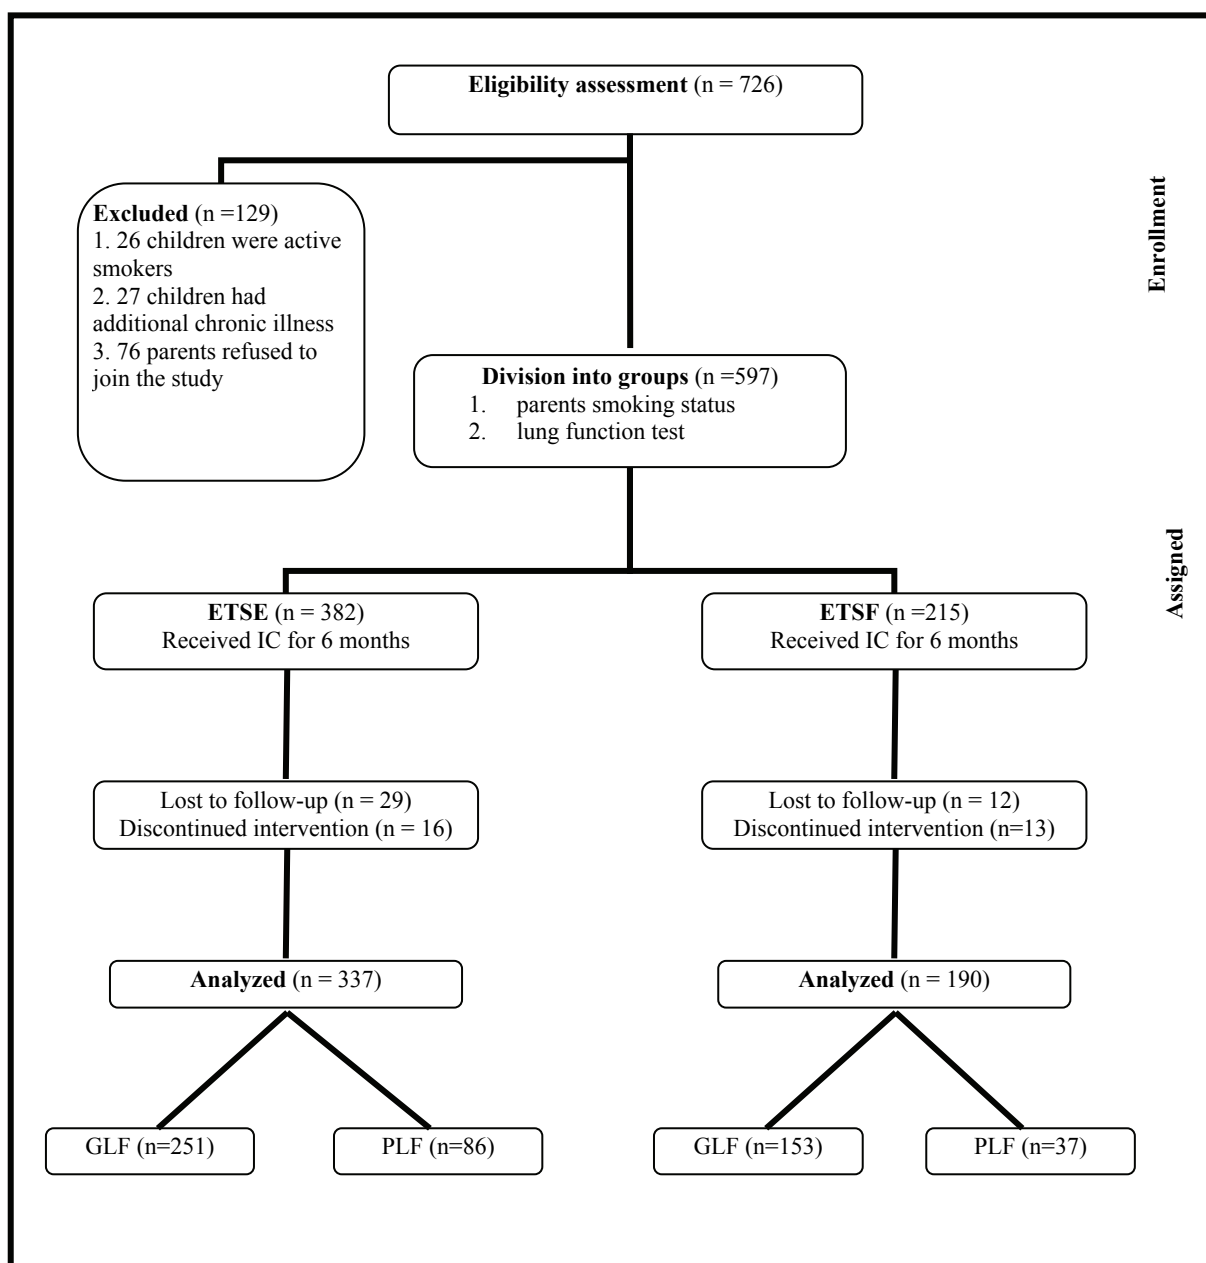 Eligibility assessment (n = 726)
Excluded (n =129)
1. 26 children were active
smokers
2. 27 children had
additional chronic illness
3. 76 parents refused to
join the study
Enrollment
Division into groups (n =597)
1. parents smoking status
2. lung function test
Assigned
ETSE (n = 382)
Received IC for 6 months
ETSF (n =215)
Received IC for 6 months
Lost to follow-up (n = 29)
Discontinued intervention (n = 16)
Lost to follow-up (n = 12)
Discontinued intervention (n=13)
Analyzed (n = 337)
Analyzed (n = 190)
GLF (n=251)
PLF (n=86)
GLF (n=153)
PLF (n=37)